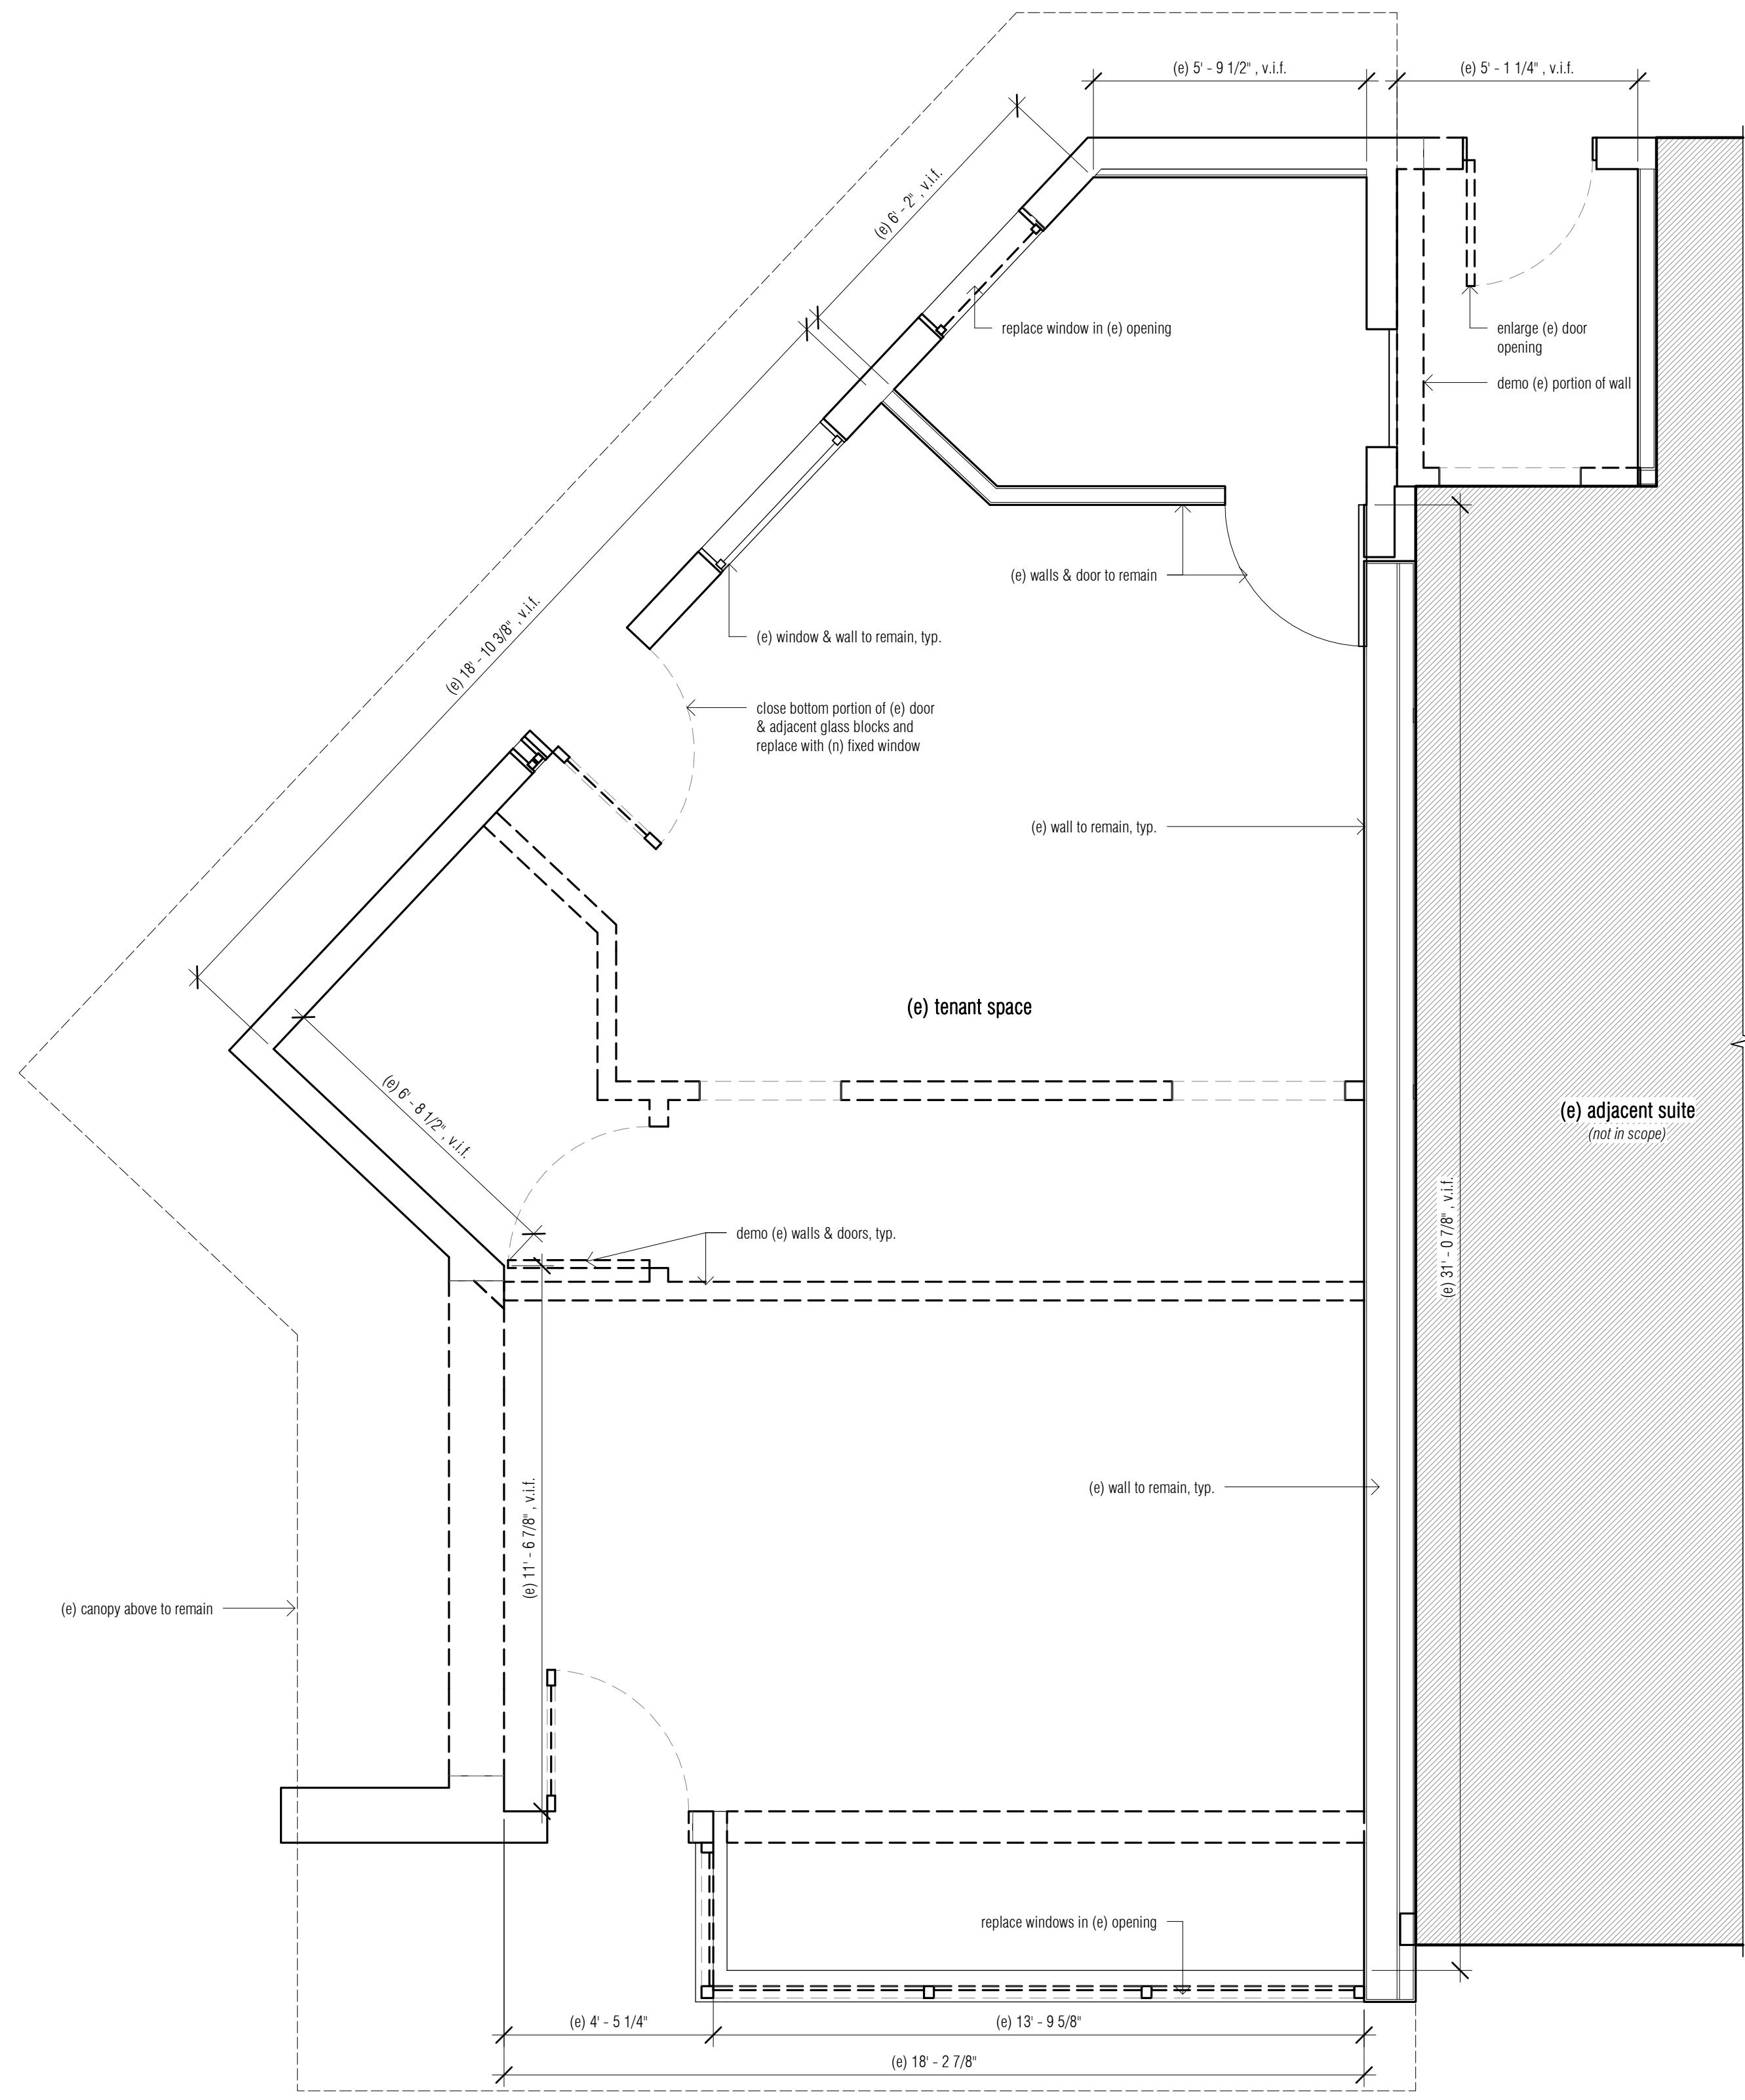 (e) 5' - 9 1/2" , v.i.f.
(e) 5' - 1 1/4" , v.i.f.
(e) 6' - 2" , v.i.f.
replace window in (e) opening
enlarge (e) door
opening
demo (e) portion of wall
(e) walls & door to remain
(e) 18' - 10 3/8" , v.i.f.
(e) window & wall to remain, typ.
close bottom portion of (e) door
& adjacent glass blocks and
replace with (n) fixed window
(e) wall to remain, typ.
(e) tenant space
(e) 6' - 8 1/2" , v.i.f.
(e) adjacent suite
(not in scope)
(e) 31' - 0 7/8" , v.i.f.
demo (e) walls & doors, typ.
(e) wall to remain, typ.
(e) 11' - 6 7/8" , v.i.f.
(e) canopy above to remain
replace windows in (e) opening
(e) 4' - 5 1/4"
(e) 13' - 9 5/8"
(e) 18' - 2 7/8"